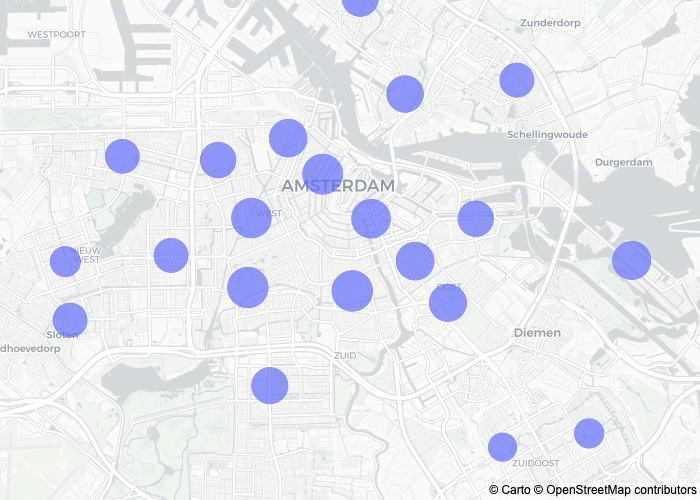 Zunderdorp
WESTPOORT
Schellingwoude
Durgerdam
AMSTERDAM
WEST
NIEUW
WEST
OOST
Sloten
Diemen
dhoevedorp
ZUID
ZUIDOOST
© Carto © OpenStreetMap contributors